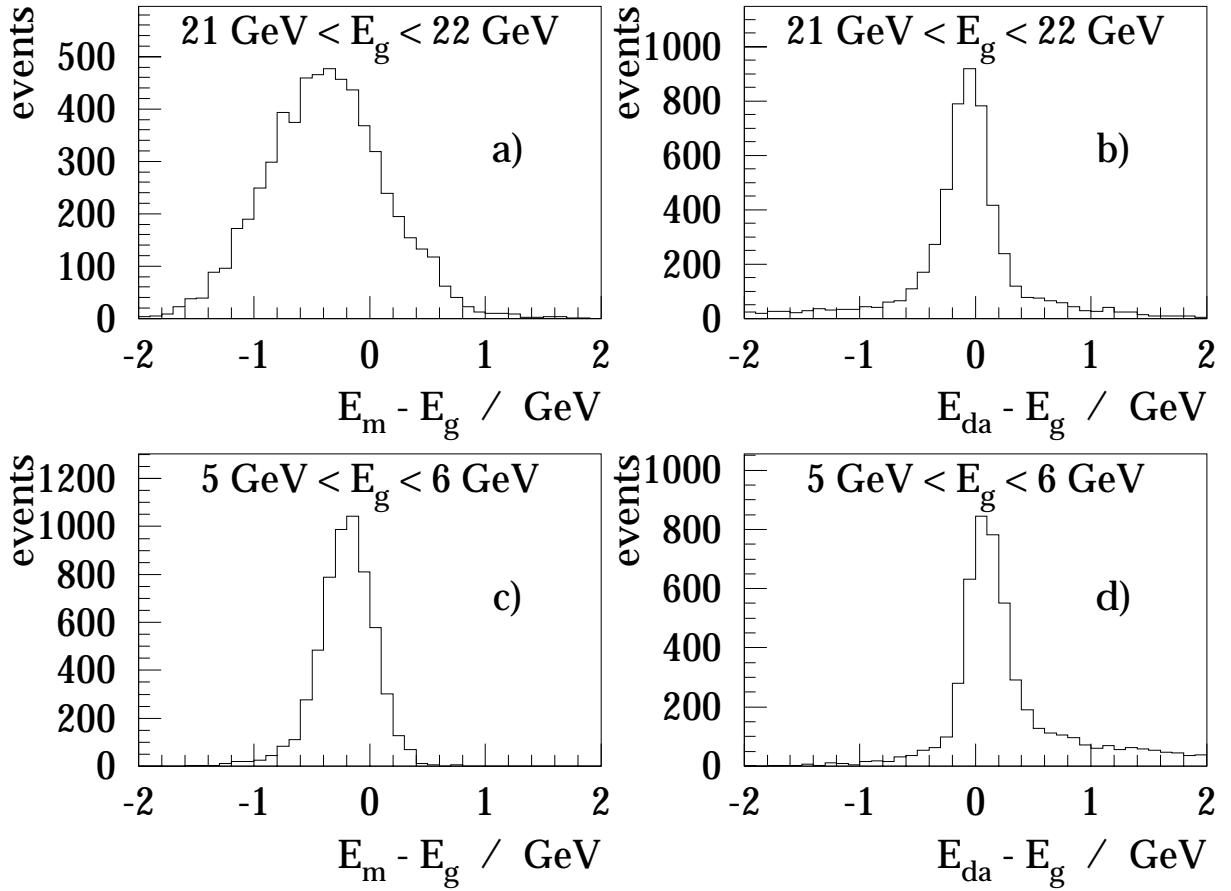 events
21 GeV < E_g < 22 GeV
a)
500
400
300
200
100
0
-2 -1 0 1 2
E_m - E_g / GeV
events
21 GeV < E_g < 22 GeV
b)
1000
800
600
400
200
0
-2 -1 0 1 2
E_da - E_g / GeV
events
5 GeV < E_g < 6 GeV
c)
1200
1000
800
600
400
200
0
-2 -1 0 1 2
E_m - E_g / GeV
events
5 GeV < E_g < 6 GeV
d)
1000
800
600
400
200
0
-2 -1 0 1 2
E_da - E_g / GeV